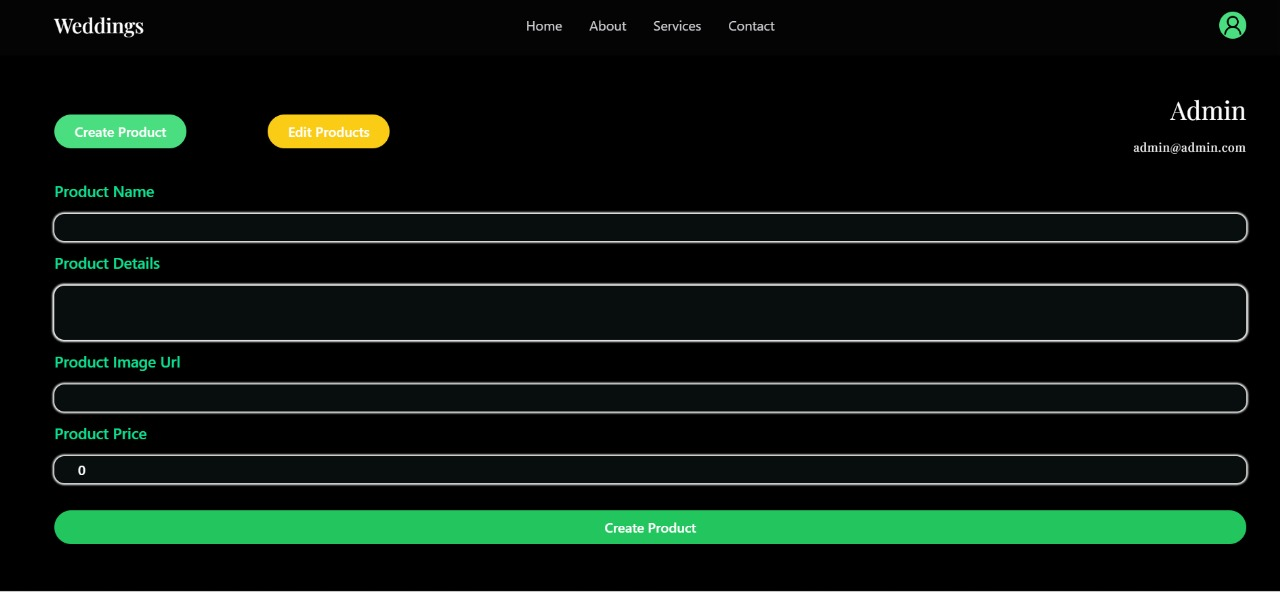 Weddings
Home About Services Contact
Admin
Create Product Edit Products
admin@admin.com
Product Name
Product Details
Product Image Url
Product Price
0
Create Product